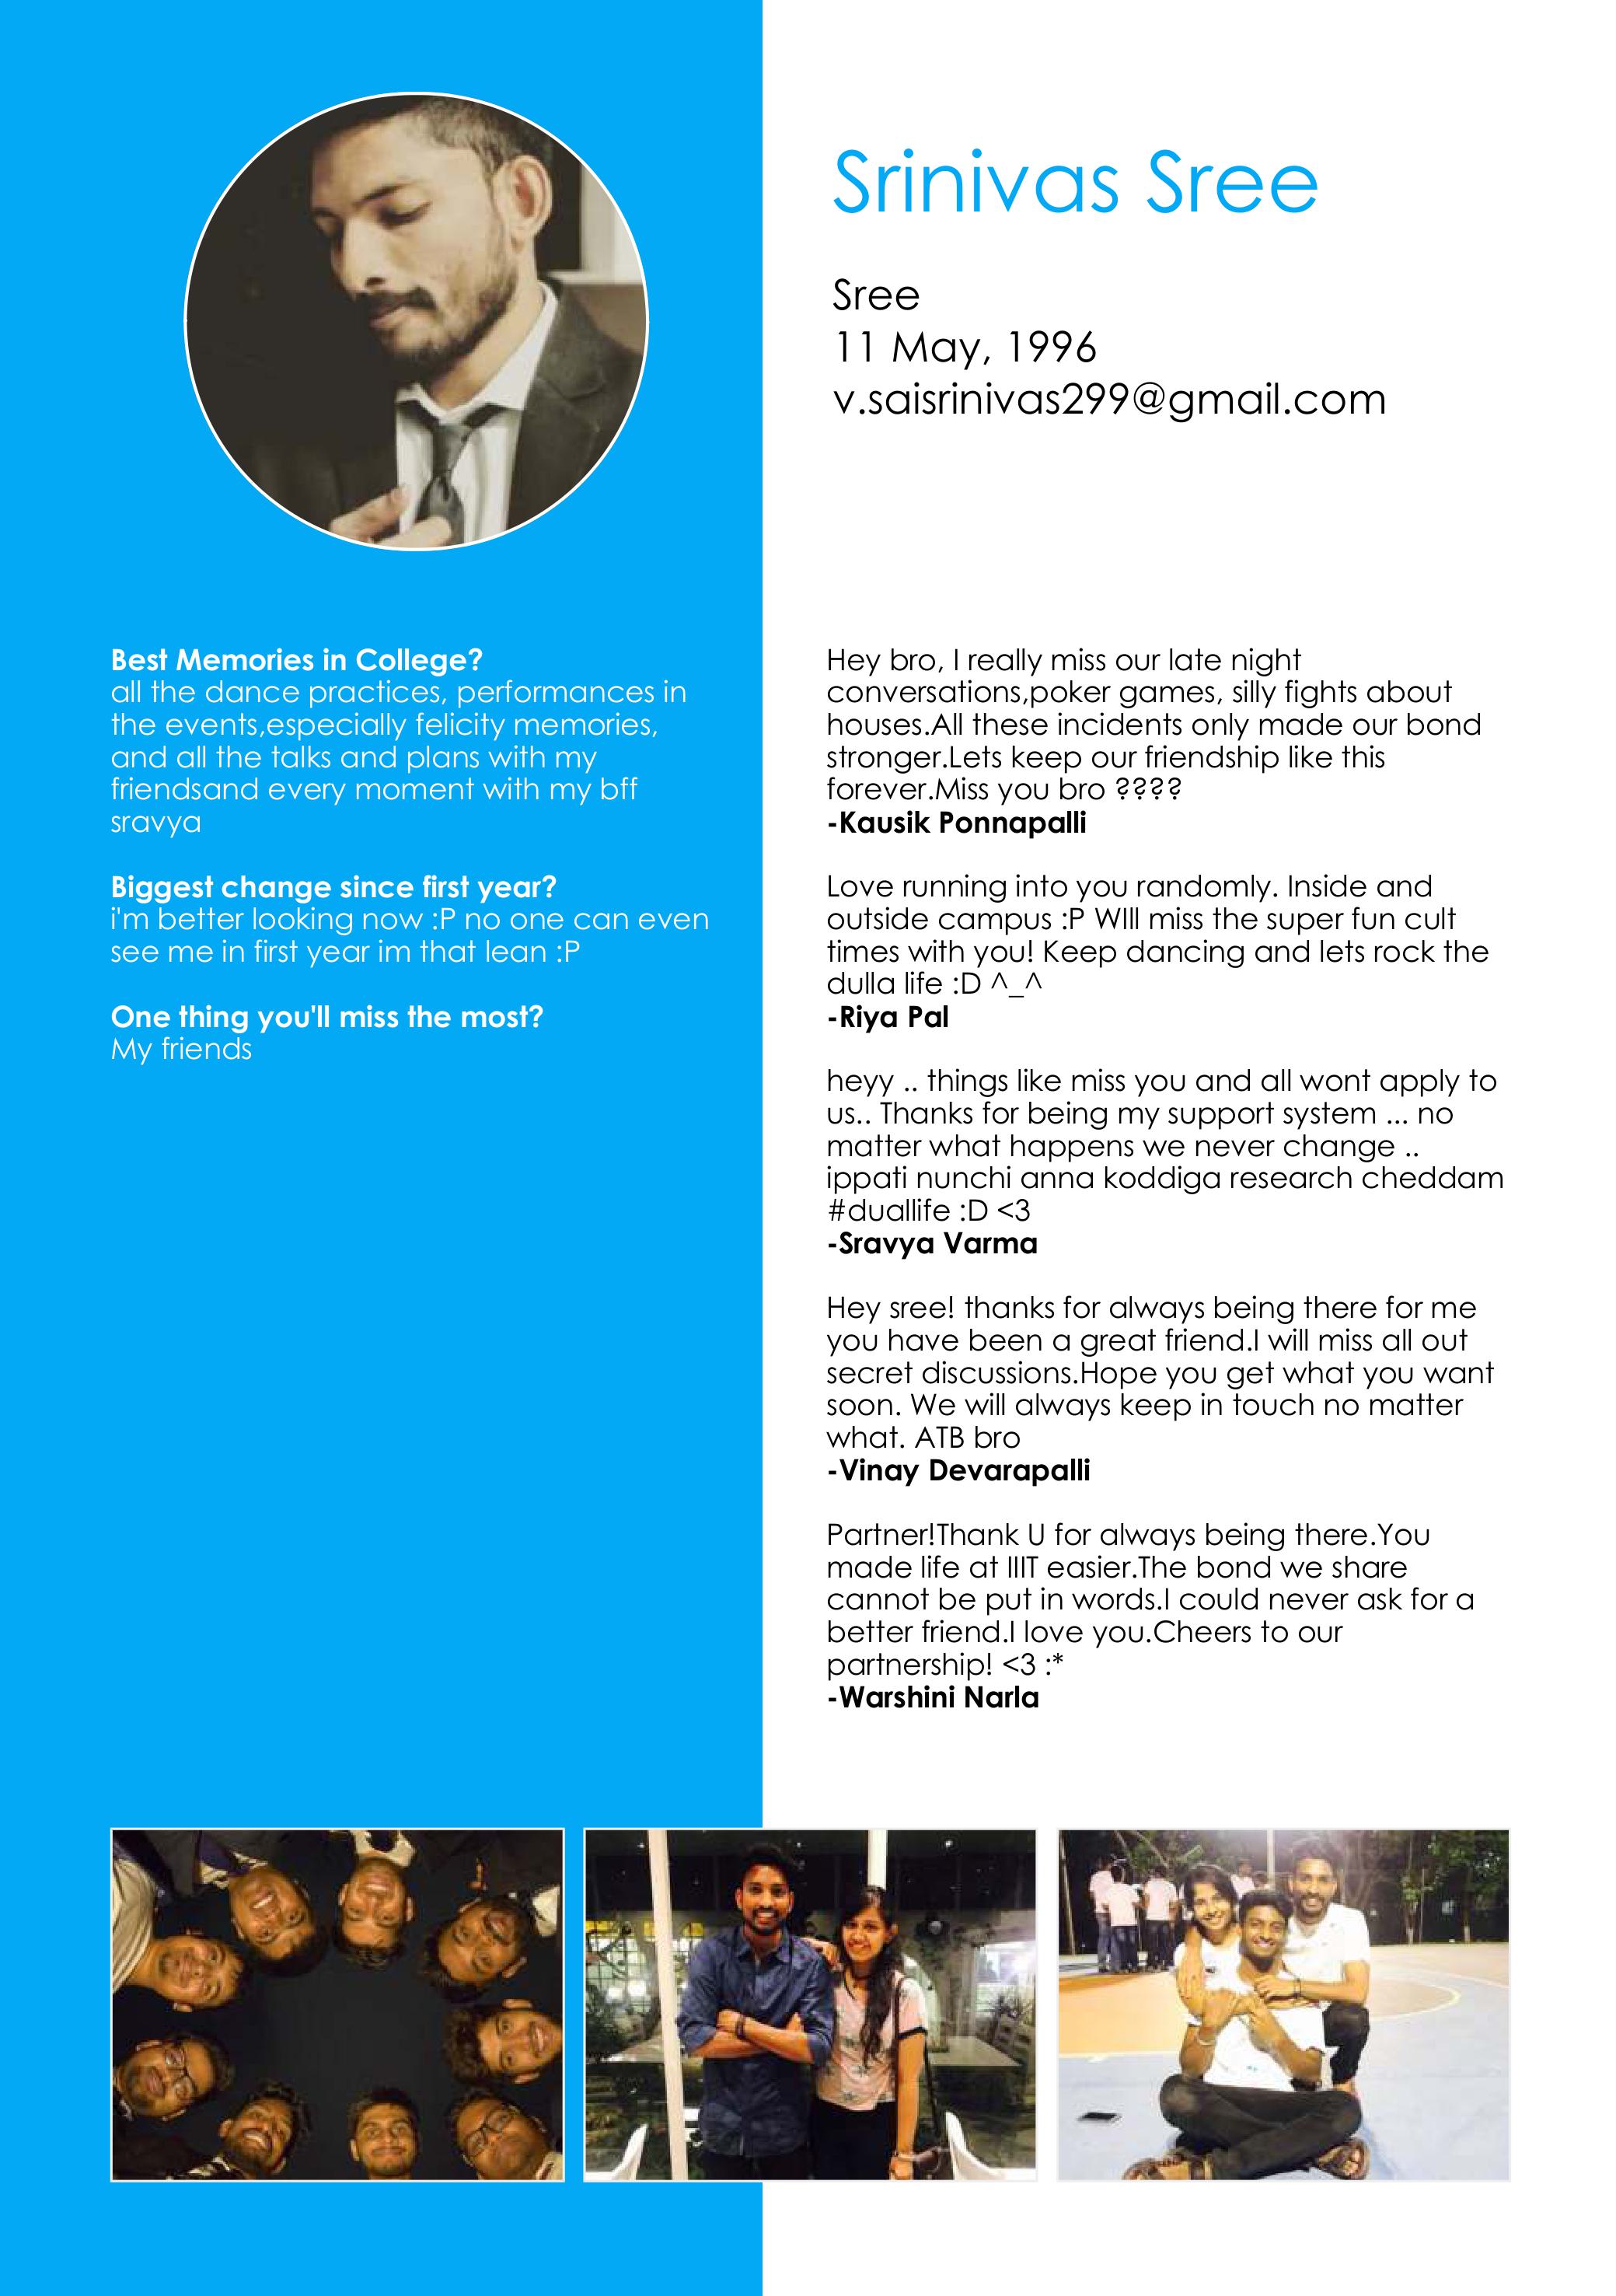 Srinivas Sree
Sree
11 May, 1996
v.saisrinivas299@gmail.com
Best Memories in College?
all the dance practices, performances in
the events,especially felicity memories,
and all the talks and plans with my
friendsand every moment with my bff
sravya
Biggest change since first year?
i'm better looking now :P no one can even
see me in first year im that lean :P
One thing you'll miss the most?
My friends
Hey bro, I really miss our late night
conversations,poker games, silly fights about
houses.All these incidents only made our bond
stronger.Lets keep our friendship like this
forever.Miss you bro ????
-Kausik Ponnapalli
Love running into you randomly. Inside and
outside campus :P WIll miss the super fun cult
times with you! Keep dancing and lets rock the
dulla life :D ^_^
-Riya Pal
heyy .. things like miss you and all wont apply to
us.. Thanks for being my support system ... no
matter what happens we never change ..
ippati nunchi anna koddiga research cheddam
#duallife :D <3
-Sravya Varma
Hey sree! thanks for always being there for me
you have been a great friend.I will miss all out
secret discussions.Hope you get what you want
soon. We will always keep in touch no matter
what. ATB bro
-Vinay Devarapalli
Partner!Thank U for always being there.You
made life at IIIT easier.The bond we share
cannot be put in words.I could never ask for a
better friend.I love you.Cheers to our
partnership! <3 :*
-Warshini Narla